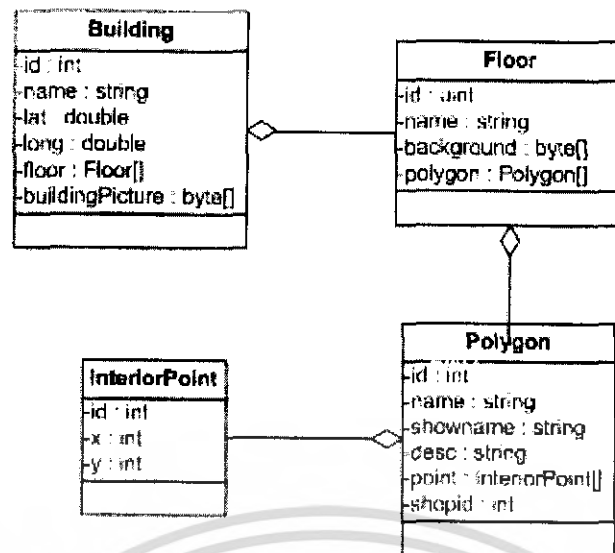 Building
-id : int
-name : string
-lat : double
-long : double
-floor : Floor[]
-buildingPicture : byte[]
Floor
-id : uint
-name : string
-background : byte[]
-polygon : Polygon[]
Polygon
-id : int
-name : string
-showname : string
-desc : string
-point : InteriorPoint[]
-shopid : int
InteriorPoint
-id : int
-x : int
-y : int